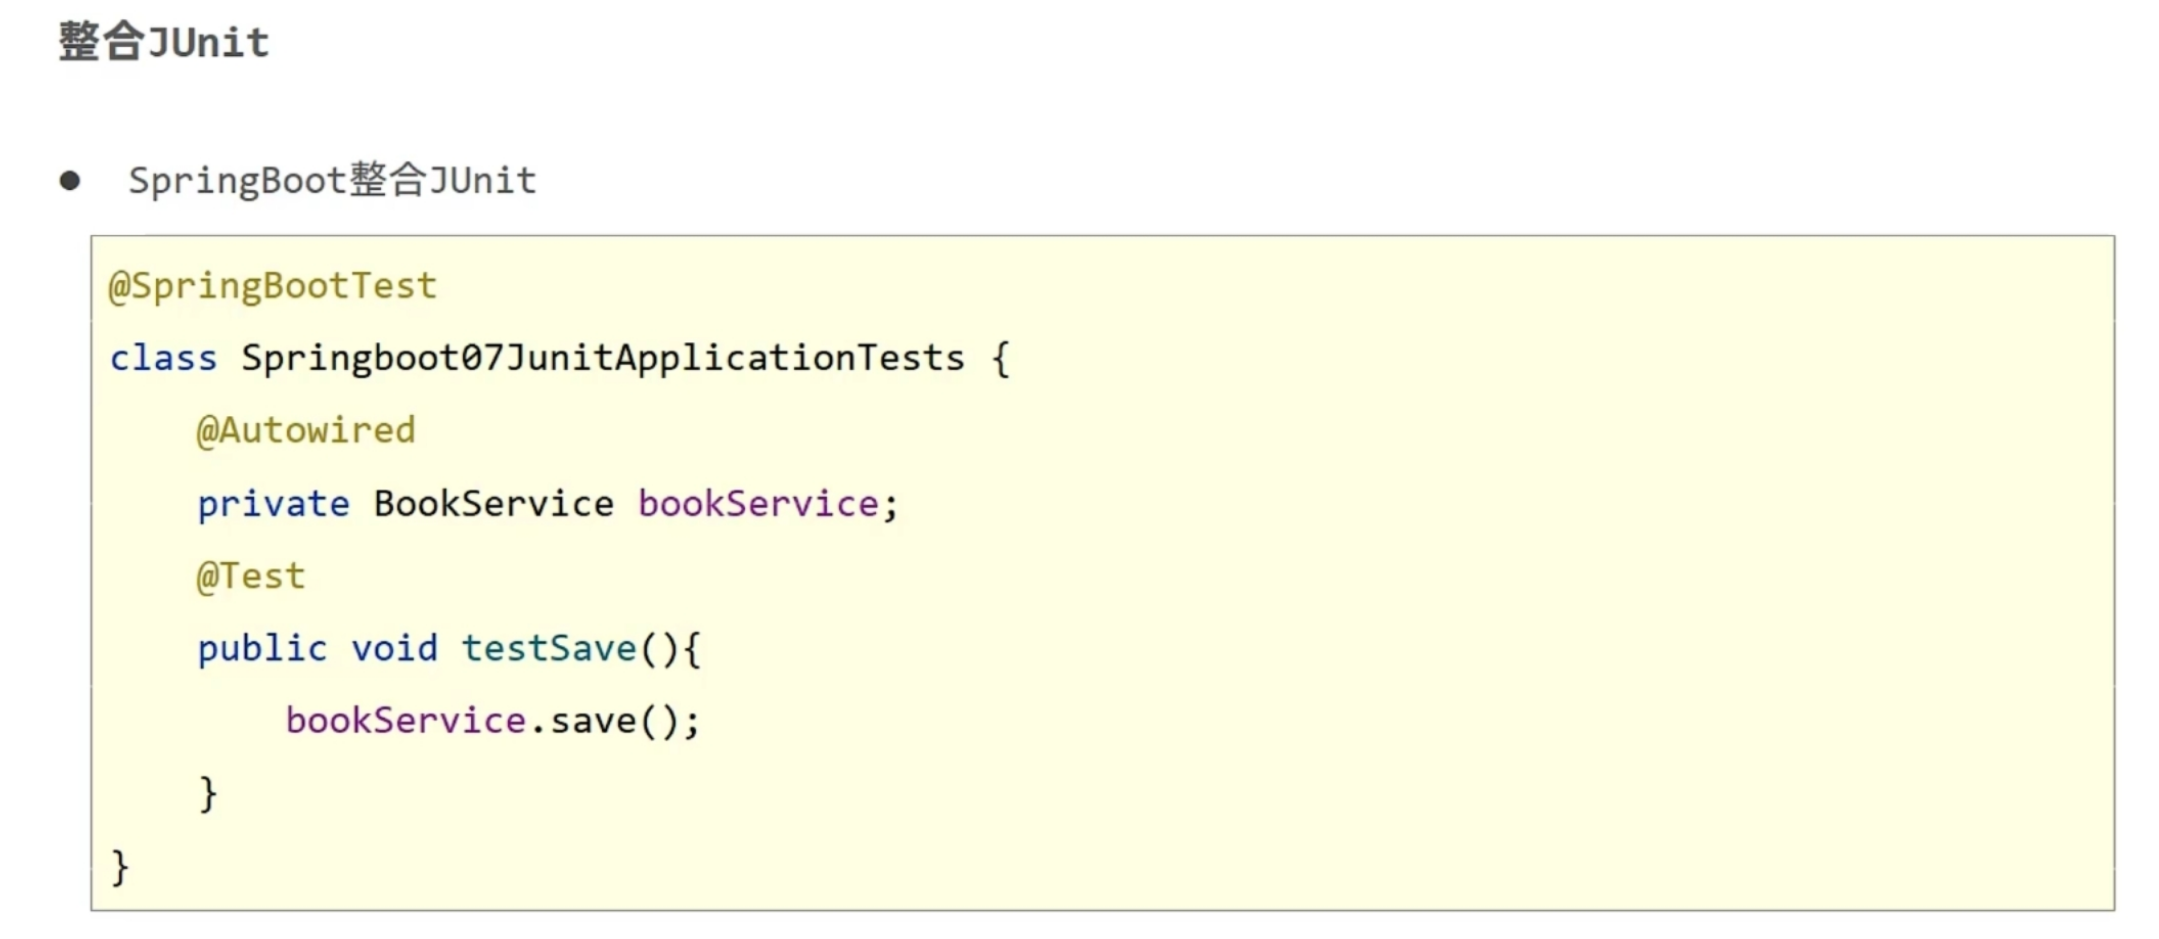 整合JUnit
● SpringBoot整合JUnit
@SpringBootTest
class Springboot07JunitApplicationTests {
    @Autowired
    private BookService bookService;
    @Test
    public void testSave(){
        bookService.save();
    }
}